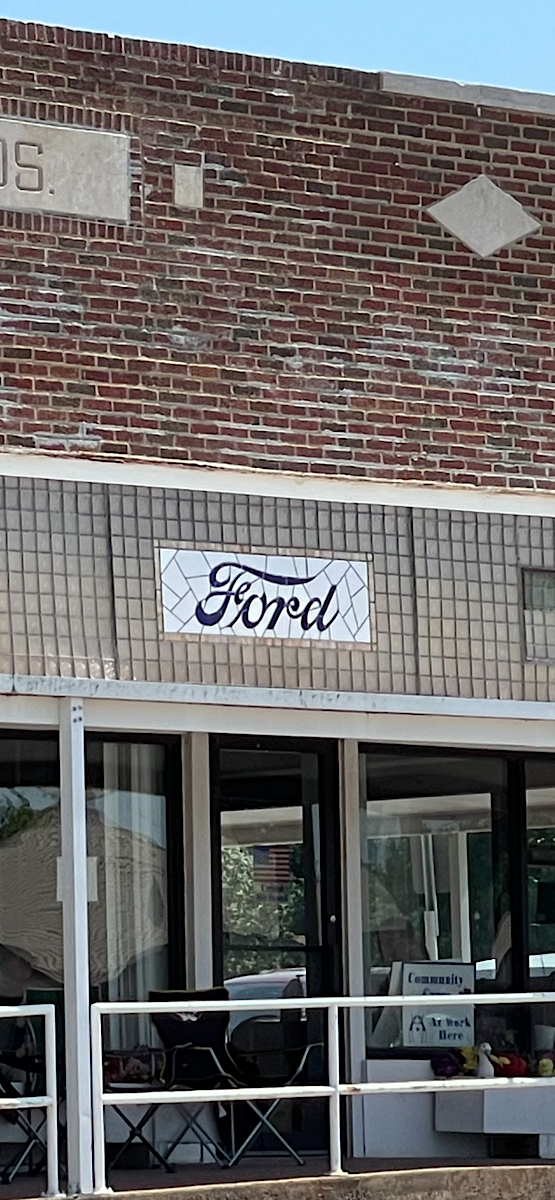 OS.
Ford
Community
At Work
Here